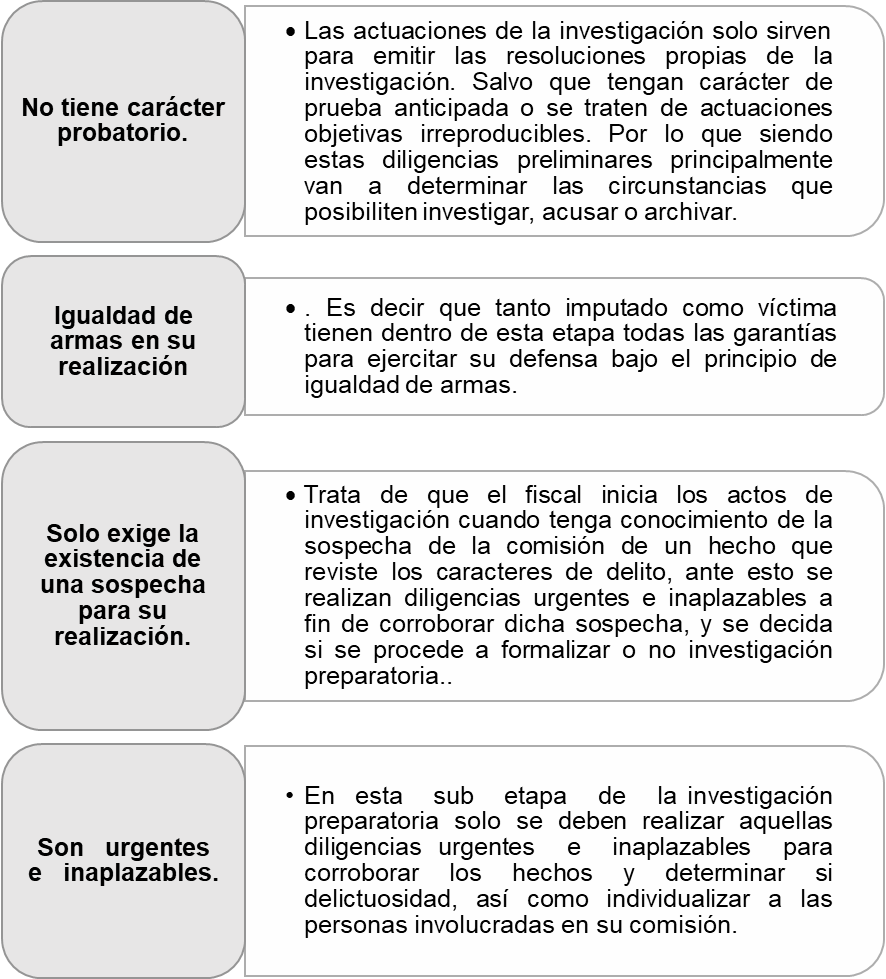 No tiene carácter
probatorio.
• Las actuaciones de la investigación solo sirven
para emitir las resoluciones propias de la
investigación. Salvo que tengan carácter de
prueba anticipada o se traten de actuaciones
objetivas irreproducibles. Por lo que siendo
estas diligencias preliminares principalmente
van a determinar las circunstancias que
posibiliten investigar, acusar o archivar.
Igualdad de
armas en su
realización
• . Es decir que tanto imputado como víctima
tienen dentro de esta etapa todas las garantías
para ejercitar su defensa bajo el principio de
igualdad de armas.
Solo exige la
existencia de
una sospecha
para su
realización.
• Trata de que el fiscal inicia los actos de
investigación cuando tenga conocimiento de la
sospecha de la comisión de un hecho que
reviste los caracteres de delito, ante esto se
realizan diligencias urgentes e inaplazables a
fin de corroborar dicha sospecha, y se decida
si se procede a formalizar o no investigación
preparatoria..
Son urgentes
e inaplazables.
• En esta sub etapa de la investigación
preparatoria solo se deben realizar aquellas
diligencias urgentes e inaplazables para
corroborar los hechos y determinar si
delictuosidad, así como individualizar a las
personas involucradas en su comisión.